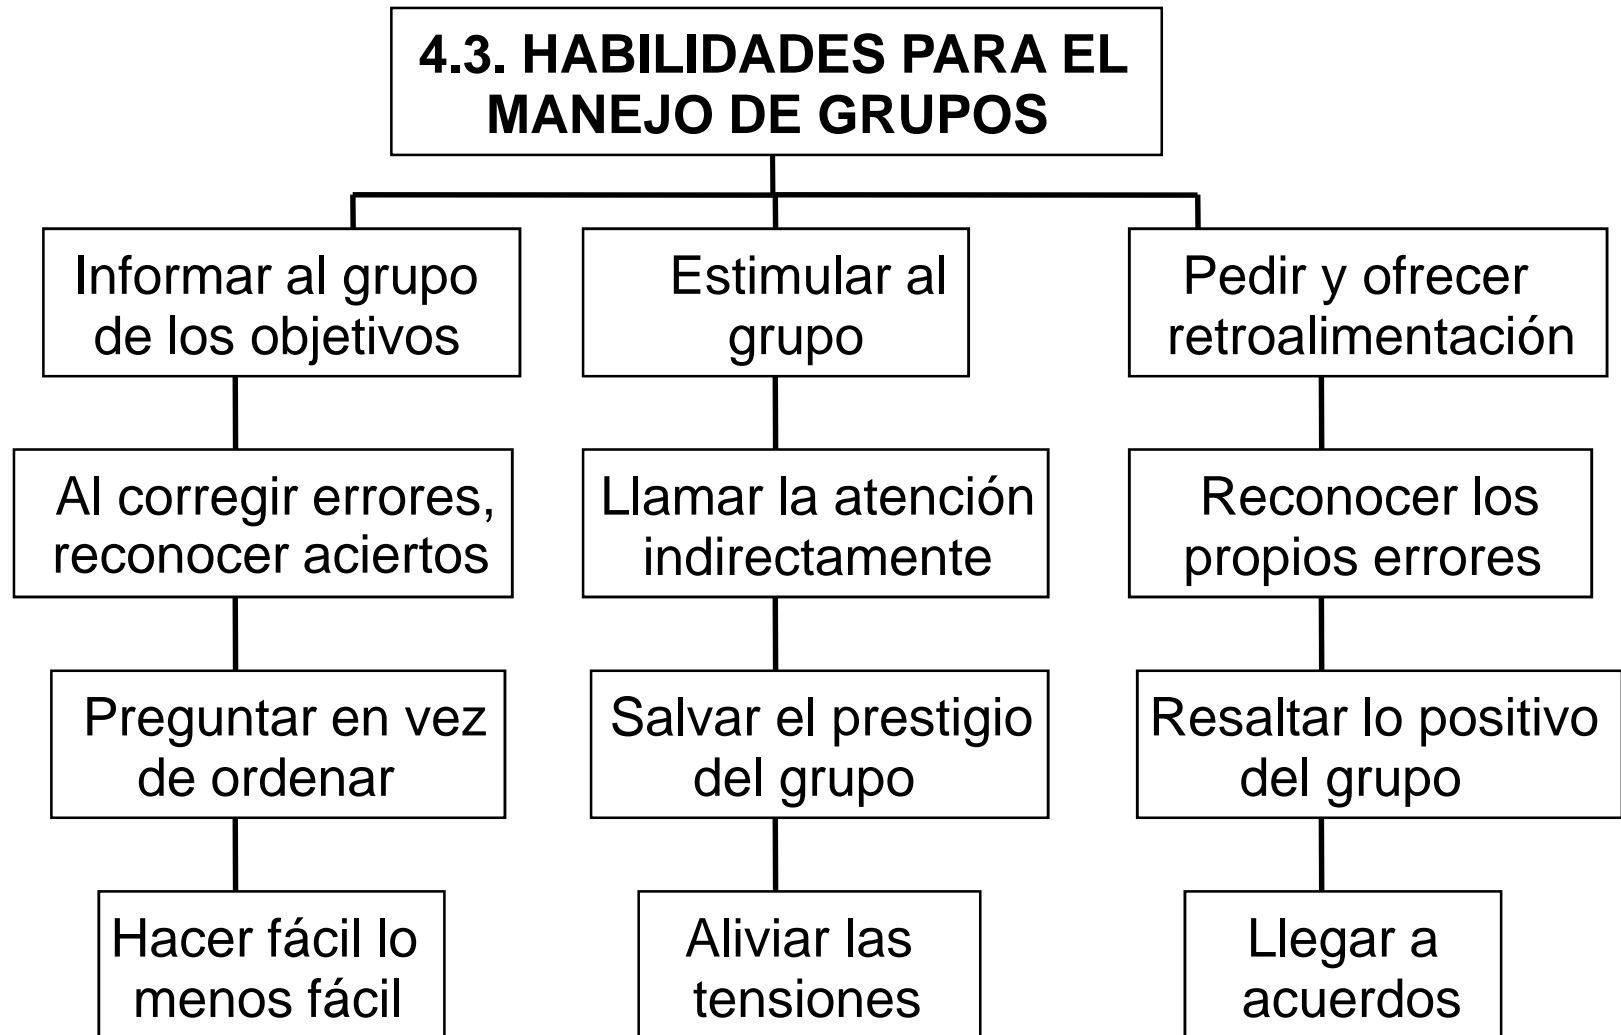 4.3. HABILIDADES PARA EL
MANEJO DE GRUPOS
Informar al grupo
de los objetivos
Estimular al
grupo
Pedir y ofrecer
retroalimentación
Al corregir errores,
reconocer aciertos
Llamar la atención
indirectamente
Reconocer los
propios errores
Preguntar en vez
de ordenar
Salvar el prestigio
del grupo
Resaltar lo positivo
del grupo
Hacer fácil lo
menos fácil
Aliviar las
tensiones
Llegar a
acuerdos